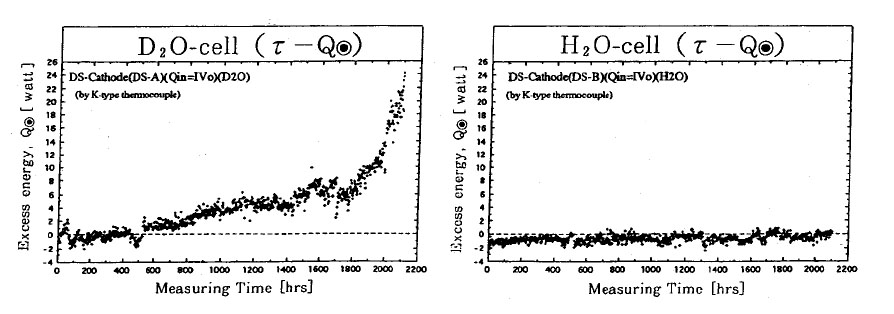 D₂O-cell ( τ − Q◉)
DS-Cathode(DS-A)(Qin=IVo)(D2O)
(by K-type thermocouple)
Excess energy, Q◉ [ watt ]
26
24
22
20
18
16
14
12
10
8
6
4
2
0
-2
-4
0 200 400 600 800 1000 1200 1400 1600 1800 2000 2200
Measuring Time [hrs]
H₂O-cell ( τ − Q◉)
DS-Cathode(DS-B)(Qin=IVo)(H2O)
(by K-type thermocouple)
Excess energy, Q◉ [ watt ]
26
24
22
20
18
16
14
12
10
8
6
4
2
0
-2
-4
0 200 400 600 800 1000 1200 1400 1600 1800 2000 2200
Measuring Time [hrs]